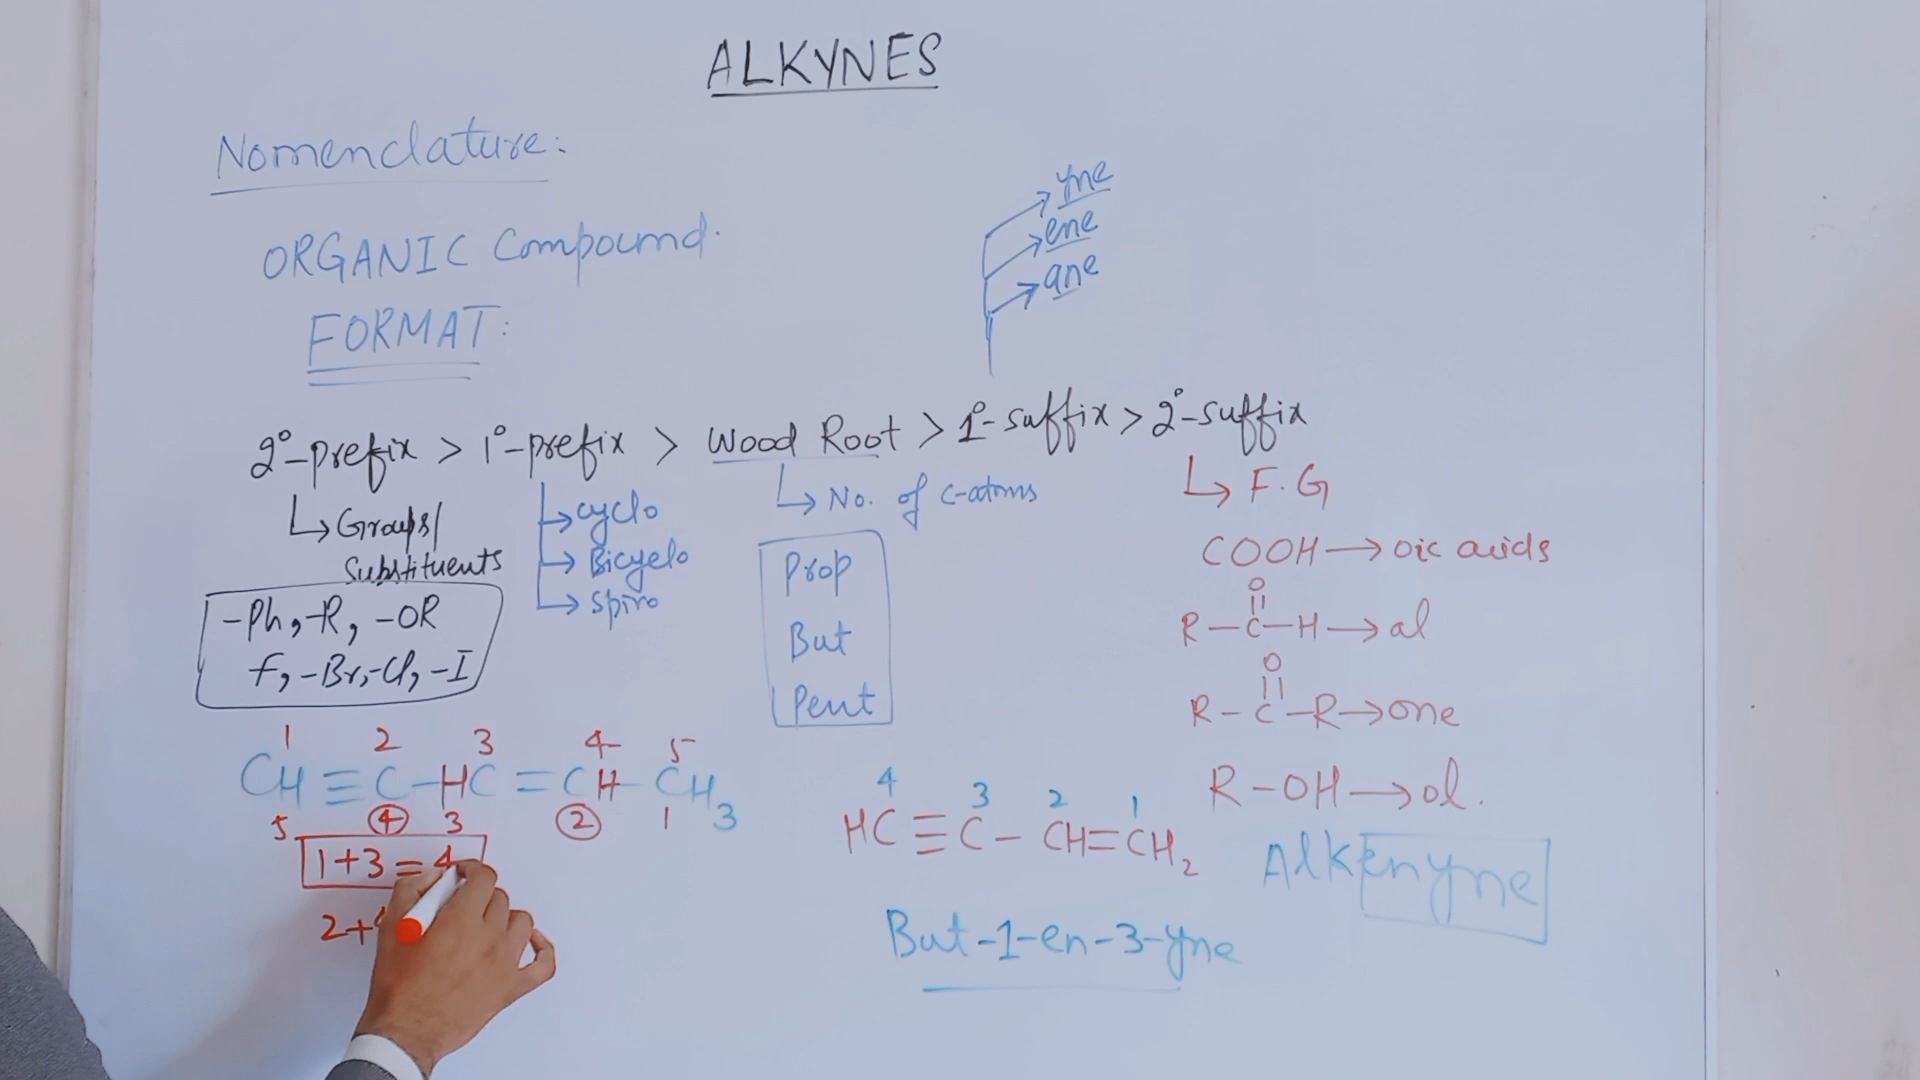 ALKYNES
Nomenclature:
ORGANIC Compound.
FORMAT:
yne
ene
ane
2°-prefix > 1°-prefix > Wood Root > 1°-suffix > 2°-suffix
↳ Groups/
Substituents
-Ph, -R, -OR
F, -Br, -Cl, -I
→ cyclo
→ Bicyclo
→ spiro
↳ No. of C-atoms
Prop
But
Pent
↳ F.G
COOH → oic acids
O
R-C-H → al
O
R-C-R → one
R-OH → ol.
1 2 3 4 5
CH≡C-HC=CH-CH3
5 4 3 2 1
1+3=4
2+
4 3 2 1
HC≡C-CH=CH2
But-1-en-3-yne
Alkenyne